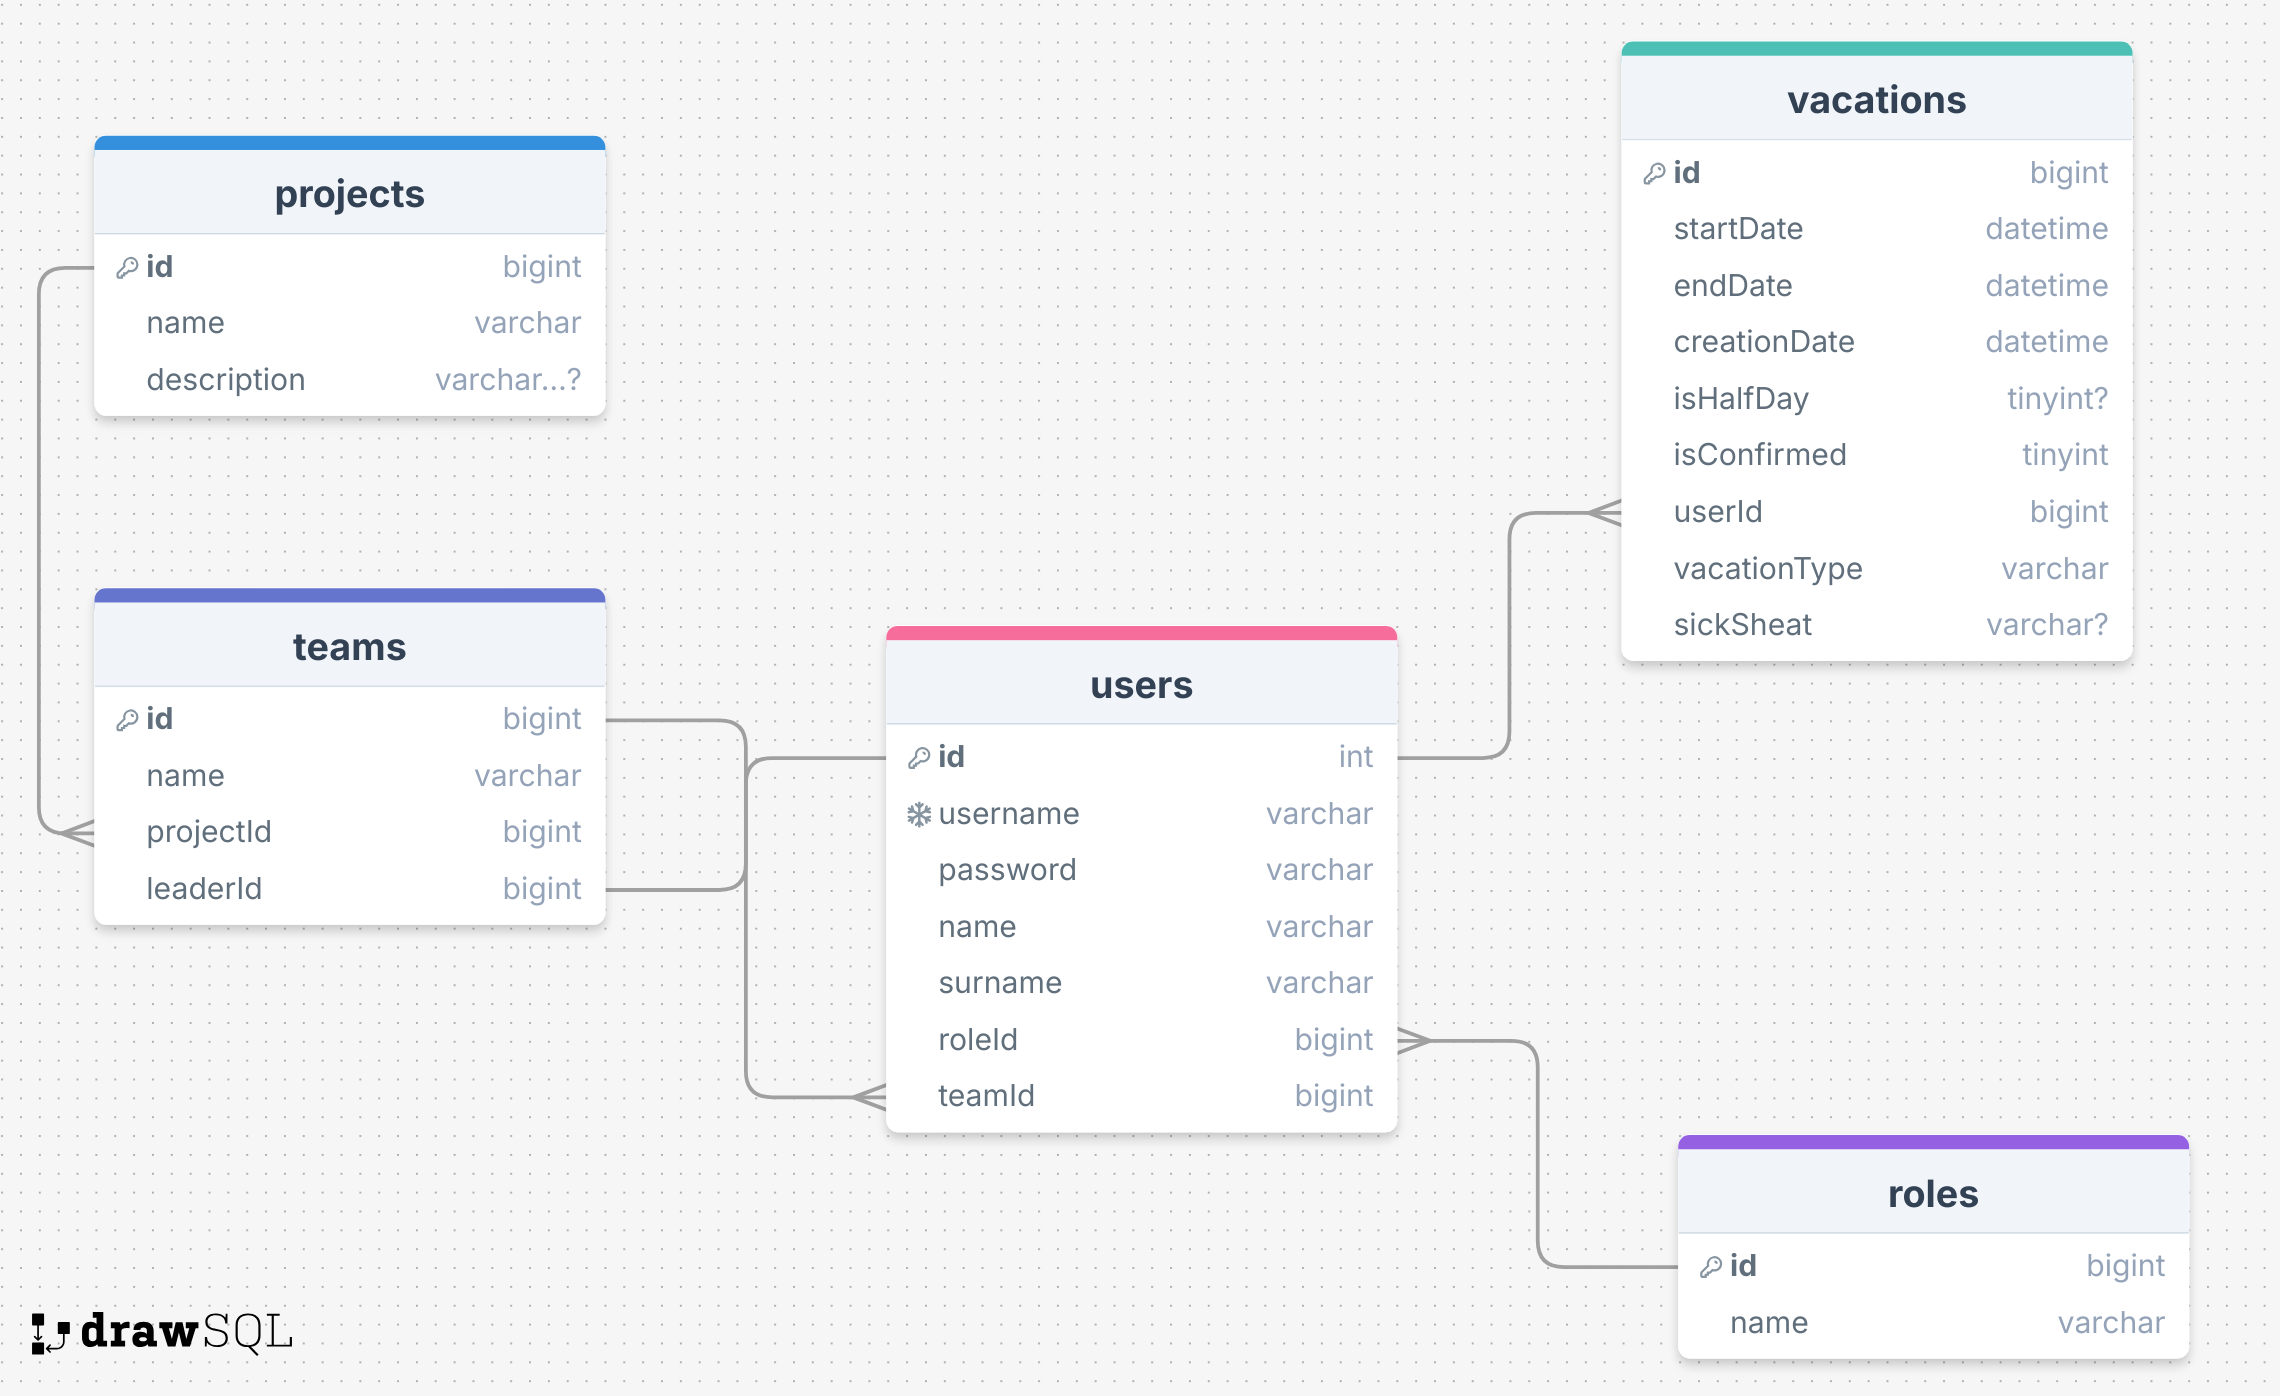 projects
id bigint
name varchar
description varchar...?
teams
id bigint
name varchar
projectId bigint
leaderId bigint
users
id int
username varchar
password varchar
name varchar
surname varchar
roleId bigint
teamId bigint
vacations
id bigint
startDate datetime
endDate datetime
creationDate datetime
isHalfDay tinyint?
isConfirmed tinyint
userId bigint
vacationType varchar
sickSheat varchar?
roles
id bigint
name varchar
drawSQL